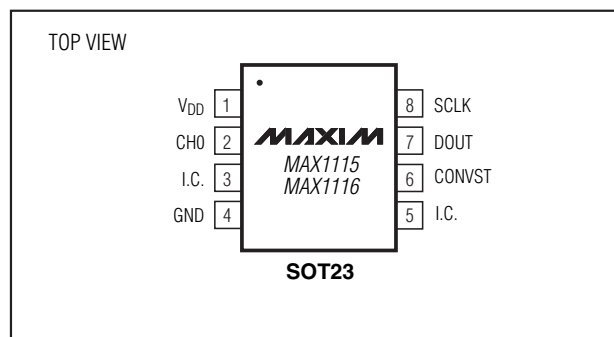 TOP VIEW
VDD 1
CH0 2
I.C. 3
GND 4
MAXIM
MAX1115
MAX1116
8 SCLK
7 DOUT
6 CONVST
5 I.C.
SOT23